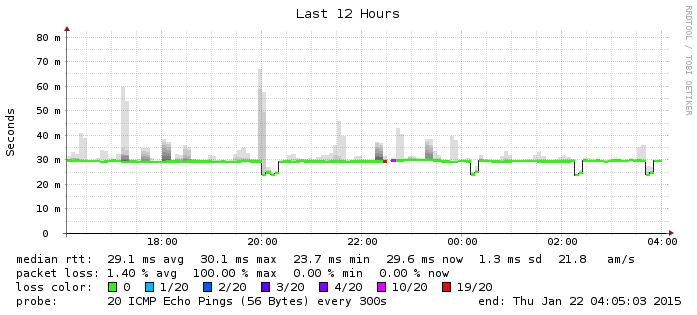 Last 12 Hours
RRDTOOL / TOBI OETIKER
Seconds
80 m
70 m
60 m
50 m
40 m
30 m
20 m
10 m
0
18:00 20:00 22:00 00:00 02:00 04:00
median rtt: 29.1 ms avg 30.1 ms max 23.7 ms min 29.6 ms now 1.3 ms sd 21.8 am/s
packet loss: 1.40 % avg 100.00 % max 0.00 % min 0.00 % now
loss color: 0 1/20 2/20 3/20 4/20 10/20 19/20
probe: 20 ICMP Echo Pings (56 Bytes) every 300s end: Thu Jan 22 04:05:03 2015